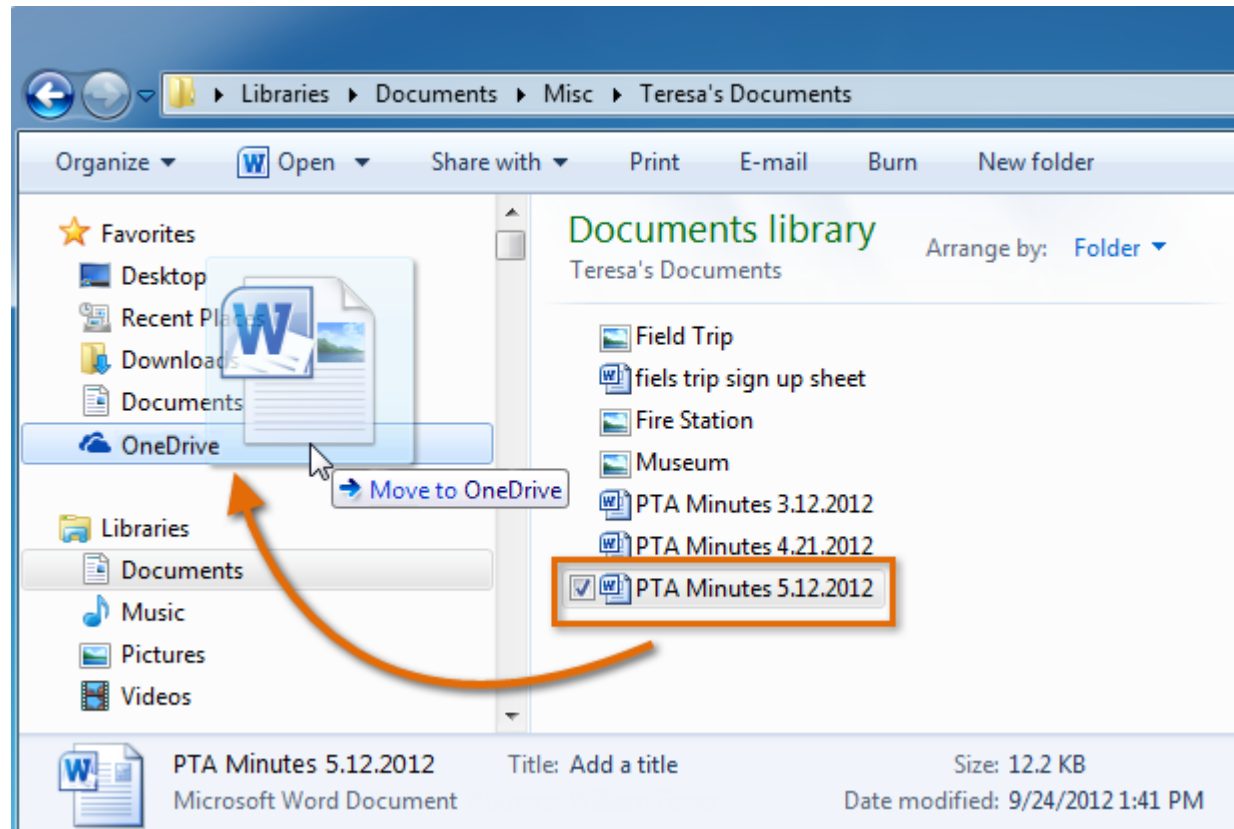 Libraries ▸ Documents ▸ Misc ▸ Teresa's Documents
Organize Open Share with Print E-mail Burn New folder
Favorites
Desktop
Recent Places
Downloads
Documents
OneDrive
Move to OneDrive
Libraries
Documents
Music
Pictures
Videos
Documents library
Teresa's Documents
Arrange by: Folder
Field Trip
fiels trip sign up sheet
Fire Station
Museum
PTA Minutes 3.12.2012
PTA Minutes 4.21.2012
PTA Minutes 5.12.2012
PTA Minutes 5.12.2012 Title: Add a title Size: 12.2 KB
Microsoft Word Document Date modified: 9/24/2012 1:41 PM